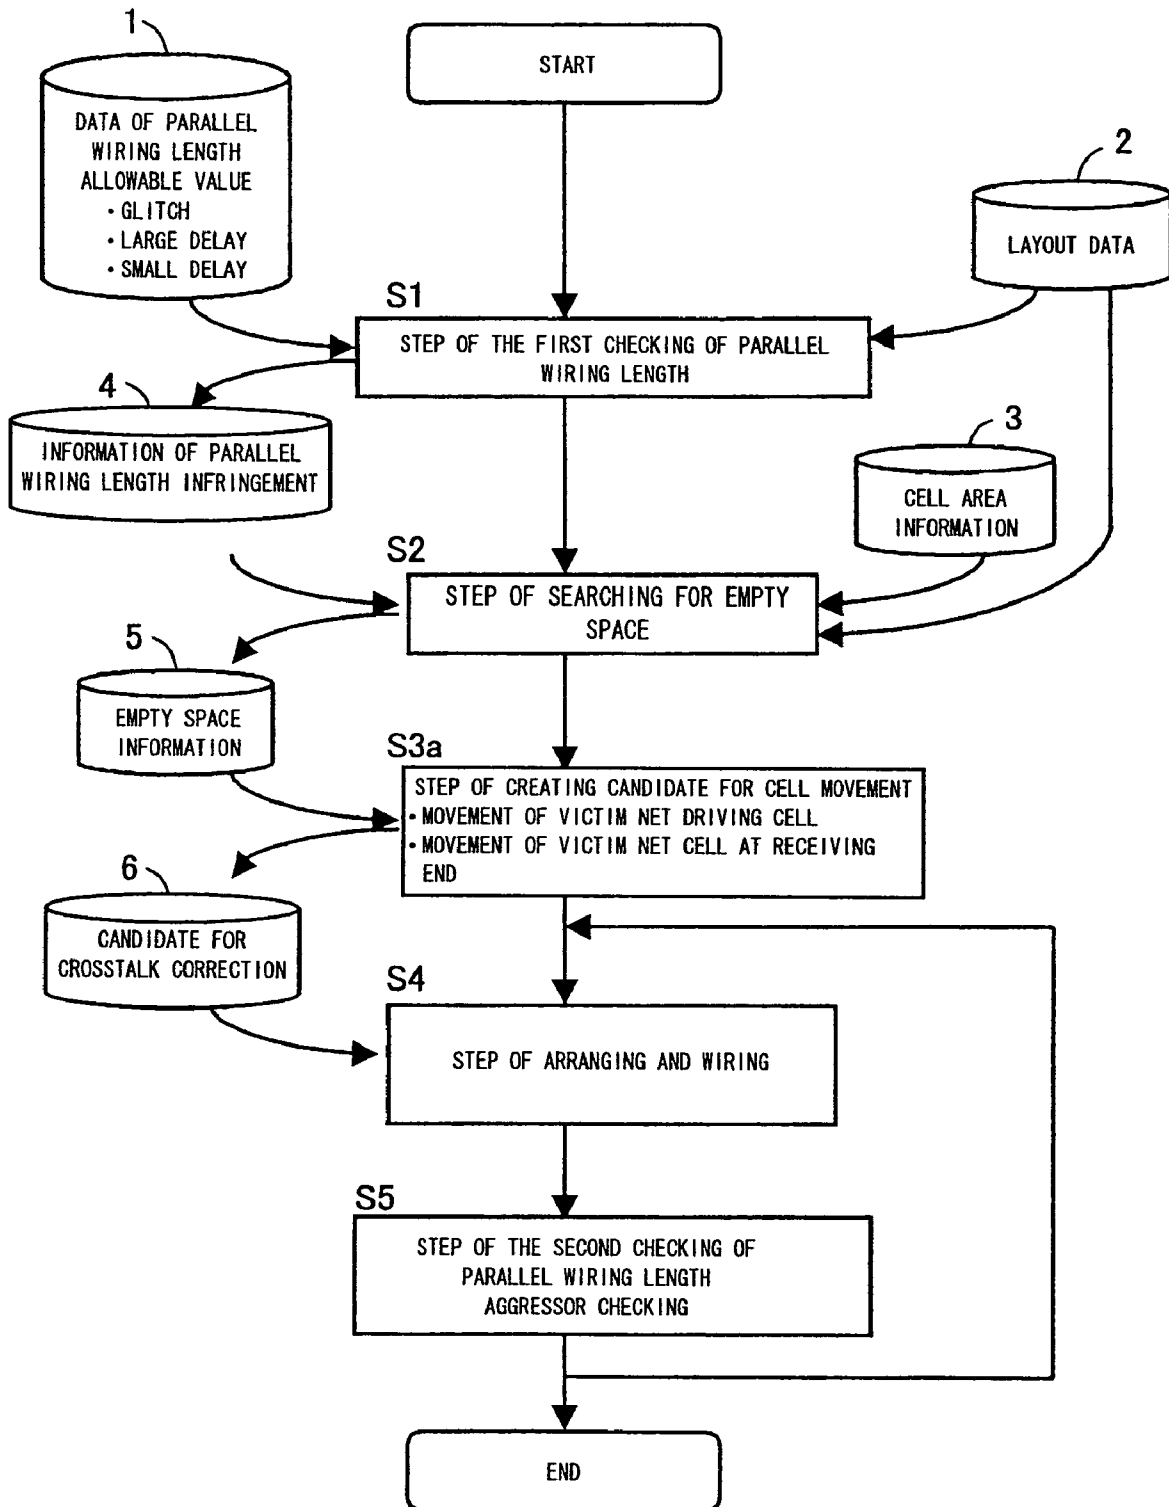 1
START
DATA OF PARALLEL
WIRING LENGTH
ALLOWABLE VALUE
・GLITCH
・LARGE DELAY
・SMALL DELAY
2
LAYOUT DATA
S1
STEP OF THE FIRST CHECKING OF PARALLEL
WIRING LENGTH
4
INFORMATION OF PARALLEL
WIRING LENGTH INFRINGEMENT
3
CELL AREA
INFORMATION
S2
STEP OF SEARCHING FOR EMPTY
SPACE
5
EMPTY SPACE
INFORMATION
S3a
STEP OF CREATING CANDIDATE FOR CELL MOVEMENT
・MOVEMENT OF VICTIM NET DRIVING CELL
・MOVEMENT OF VICTIM NET CELL AT RECEIVING
END
6
CANDIDATE FOR
CROSSTALK CORRECTION
S4
STEP OF ARRANGING AND WIRING
S5
STEP OF THE SECOND CHECKING OF
PARALLEL WIRING LENGTH
AGGRESSOR CHECKING
END